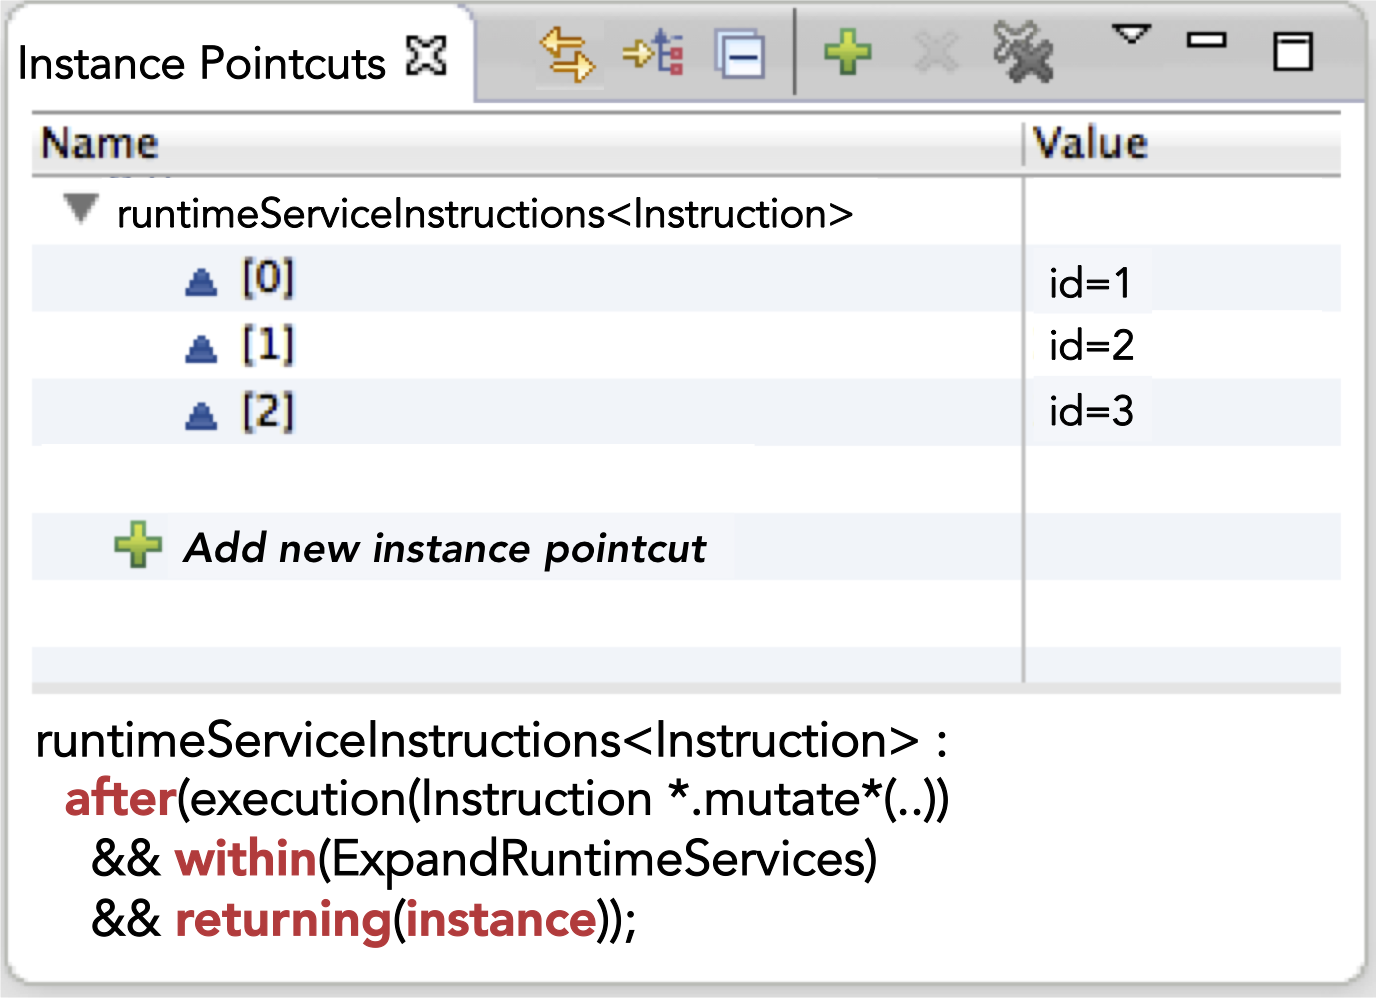 Instance Pointcuts
Name Value
runtimeServiceInstructions<Instruction>
[0] id=1
[1] id=2
[2] id=3
Add new instance pointcut
runtimeServiceInstructions<Instruction> :
after(execution(Instruction *.mutate*(..))
&& within(ExpandRuntimeServices)
&& returning(instance));